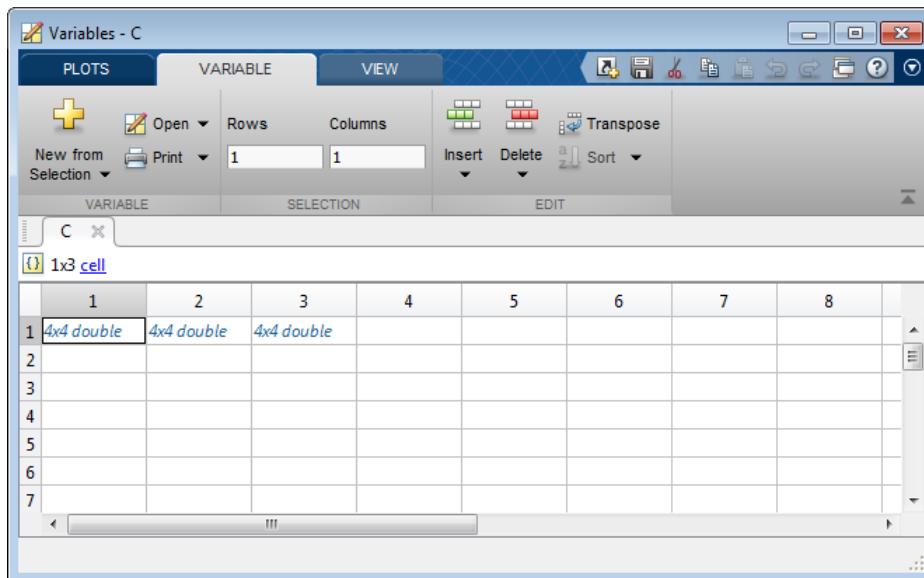 Variables - C
PLOTS VARIABLE VIEW
New from Selection
Open
Print
Rows Columns
1 1
Insert Delete
Transpose
Sort
VARIABLE SELECTION EDIT
C
{} 1x3 cell
1 2 3 4 5 6 7 8
1 4x4 double 4x4 double 4x4 double
2
3
4
5
6
7